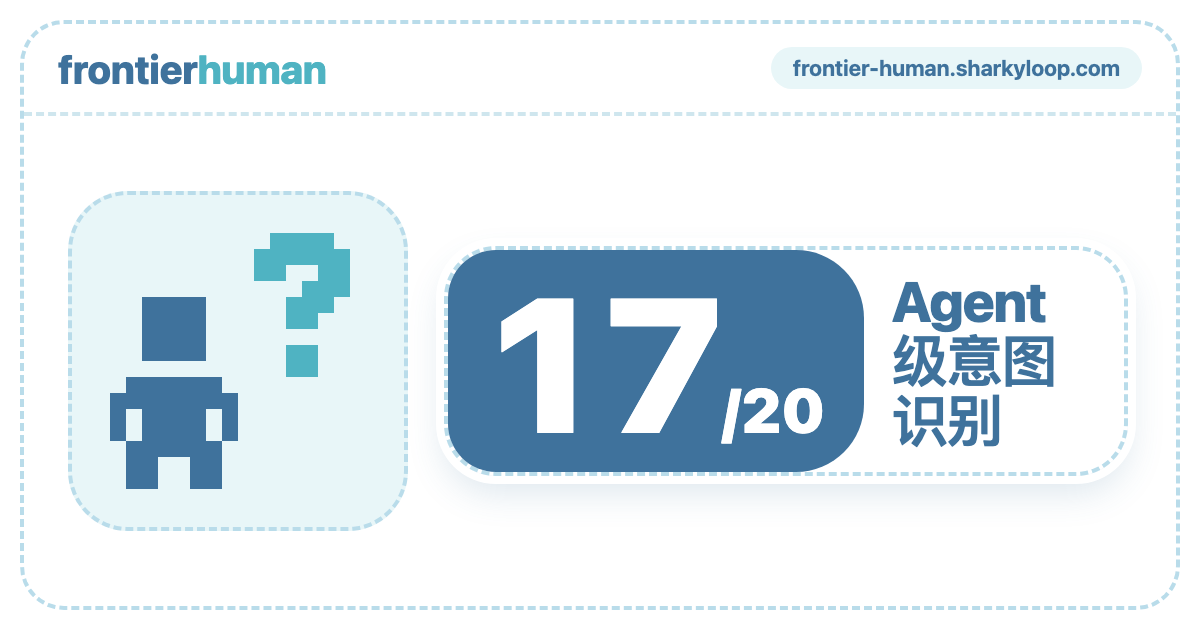 frontierhuman
frontier-human.sharkyloop.com
?
17/20
Agent
级意图
识别